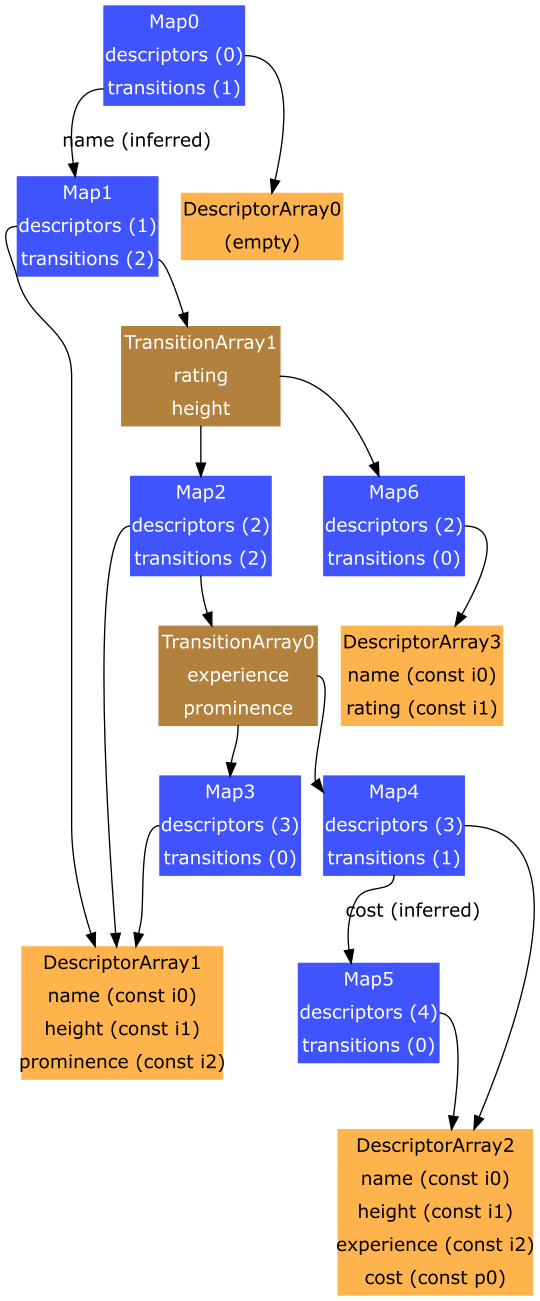 Map0
descriptors (0)
transitions (1)
name (inferred)
Map1
descriptors (1)
transitions (2)
DescriptorArray0
(empty)
TransitionArray1
rating
height
Map2
descriptors (2)
transitions (2)
Map6
descriptors (2)
transitions (0)
TransitionArray0
experience
prominence
DescriptorArray3
name (const i0)
rating (const i1)
Map3
descriptors (3)
transitions (0)
Map4
descriptors (3)
transitions (1)
cost (inferred)
DescriptorArray1
name (const i0)
height (const i1)
prominence (const i2)
Map5
descriptors (4)
transitions (0)
DescriptorArray2
name (const i0)
height (const i1)
experience (const i2)
cost (const p0)